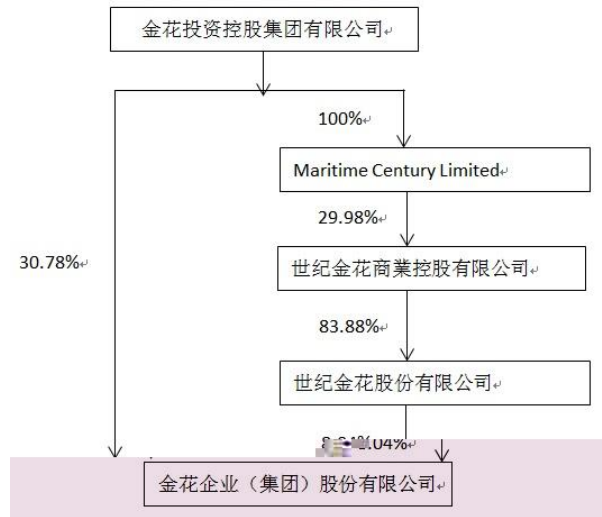 金花投资控股集团有限公司
100%
Maritime Century Limited
29.98%
30.78%
世纪金花商業控股有限公司
83.88%
世纪金花股份有限公司
金花企业（集团）股份有限公司